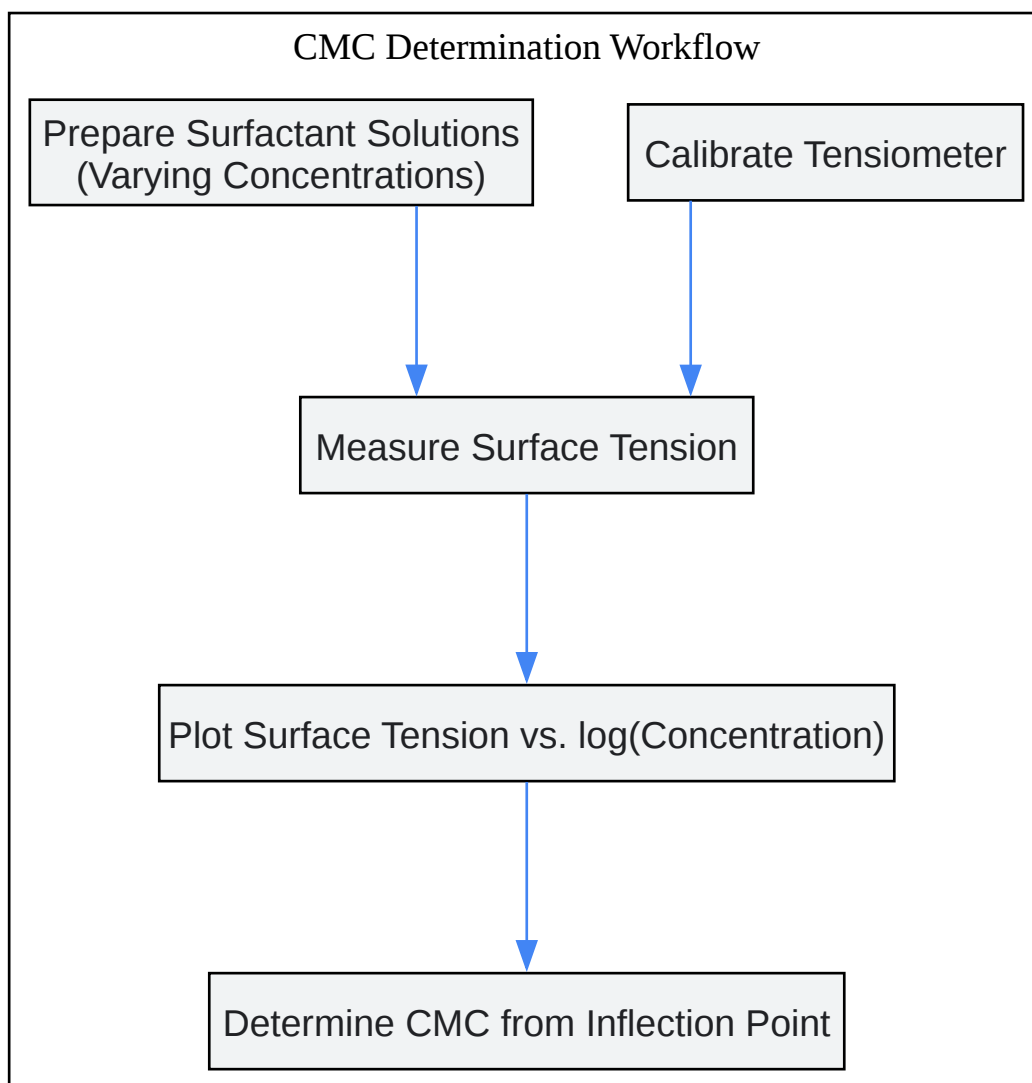 CMC Determination Workflow
Prepare Surfactant Solutions
(Varying Concentrations)
Calibrate Tensiometer
Measure Surface Tension
Plot Surface Tension vs. log(Concentration)
Determine CMC from Inflection Point